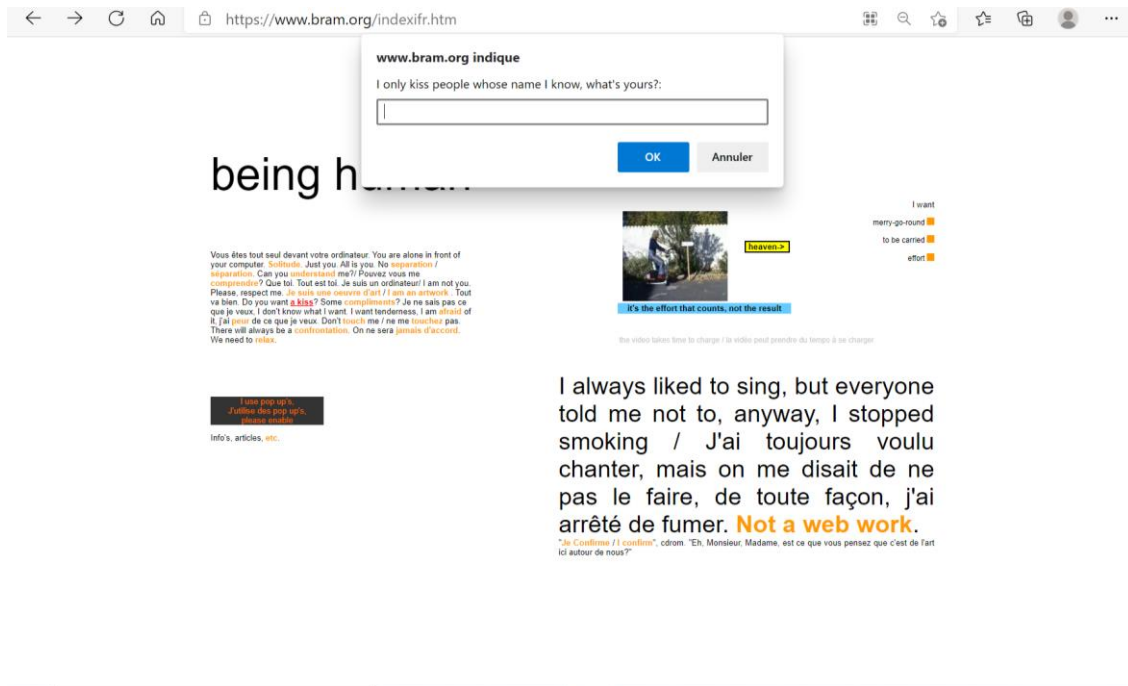 https://www.bram.org/indexifr.htm
www.bram.org indique
I only kiss people whose name I know, what's yours?:
OK Annuler
being
I want
merry-go-round
to be carried
effort
heaven->
it's the effort that counts, not the result
the video takes time to charge / la vidéo peut prendre du temps à se charger
Vous êtes tout seul devant votre ordinateur. You are alone in front of
your computer. Solitude. Just you. All is you. No separation /
séparation. Can you understand me?/ Pouvez vous me
comprendre? Que toi. Tout est toi. Je suis un ordinateur/ I am not you.
Please, respect me. Je suis une oeuvre d'art / I am an artwork . Tout
va bien. Do you want a kiss? Some compliments? Je ne sais pas ce
que je veux, I don't know what I want. I want tenderness, I am afraid of
it, j'ai peur de ce que je veux. Don't touch me / ne me touchez pas.
There will always be a confrontation. On ne sera jamais d'accord.
We need to relax.
I use pop up's,
J'utilise des pop up's,
please enable
Info's, articles, etc.
I always liked to sing, but everyone
told me not to, anyway, I stopped
smoking / J'ai toujours voulu
chanter, mais on me disait de ne
pas le faire, de toute façon, j'ai
arrêté de fumer. Not a web work.
"Je Confirme / I confirm", cdrom. "Eh, Monsieur, Madame, est ce que vous pensez que c'est de l'art
ici autour de nous?"